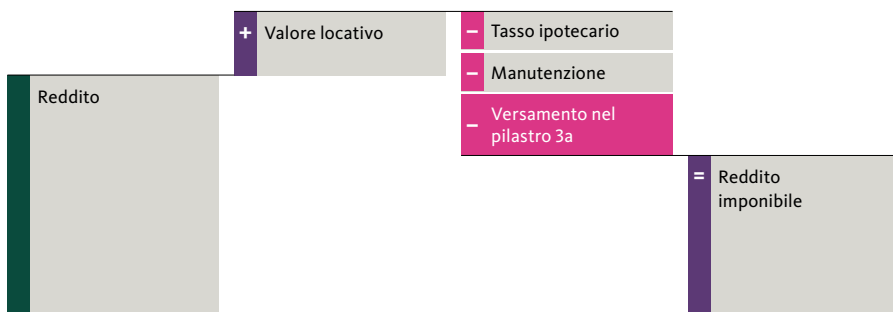 Reddito
+ Valore locativo
– Tasso ipotecario
– Manutenzione
– Versamento nel
pilastro 3a
= Reddito
imponibile